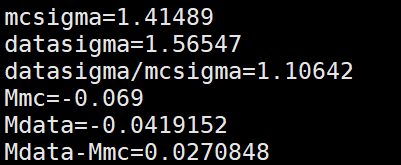 mcsigma=1.41489
datasigma=1.56547
datasigma/mcsigma=1.10642
Mmc=-0.069
Mdata=-0.0419152
Mdata-Mmc=0.0270848